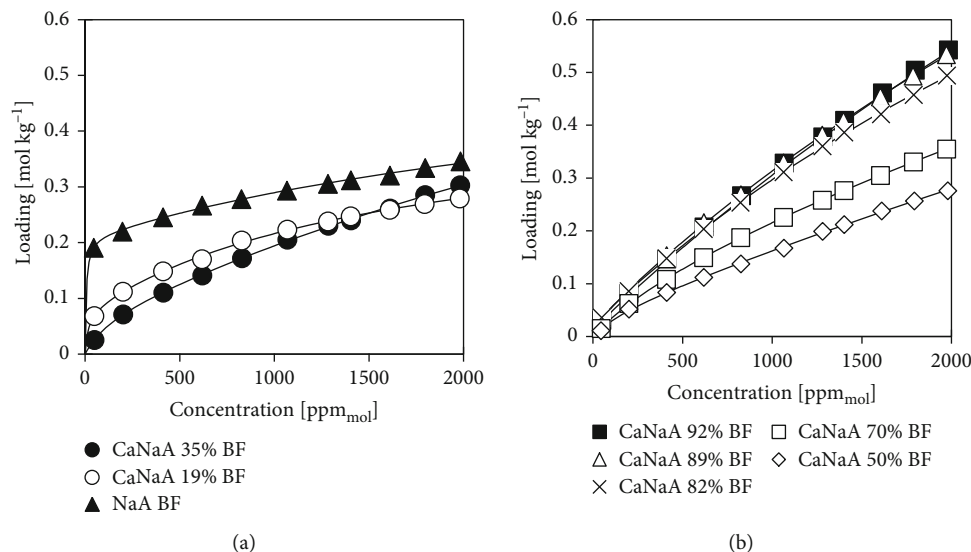 0.6
0.5
0.4
0.3
0.2
0.1
0
Loading [mol kg⁻¹]
0 500 1000 1500 2000
Concentration [ppmmol]
CaNaA 35% BF
CaNaA 19% BF
NaA BF
(a)
0.6
0.5
0.4
0.3
0.2
0.1
0
Loading [mol kg⁻¹]
0 500 1000 1500 2000
Concentration [ppmmol]
CaNaA 92% BF CaNaA 70% BF
CaNaA 89% BF CaNaA 50% BF
CaNaA 82% BF
(b)